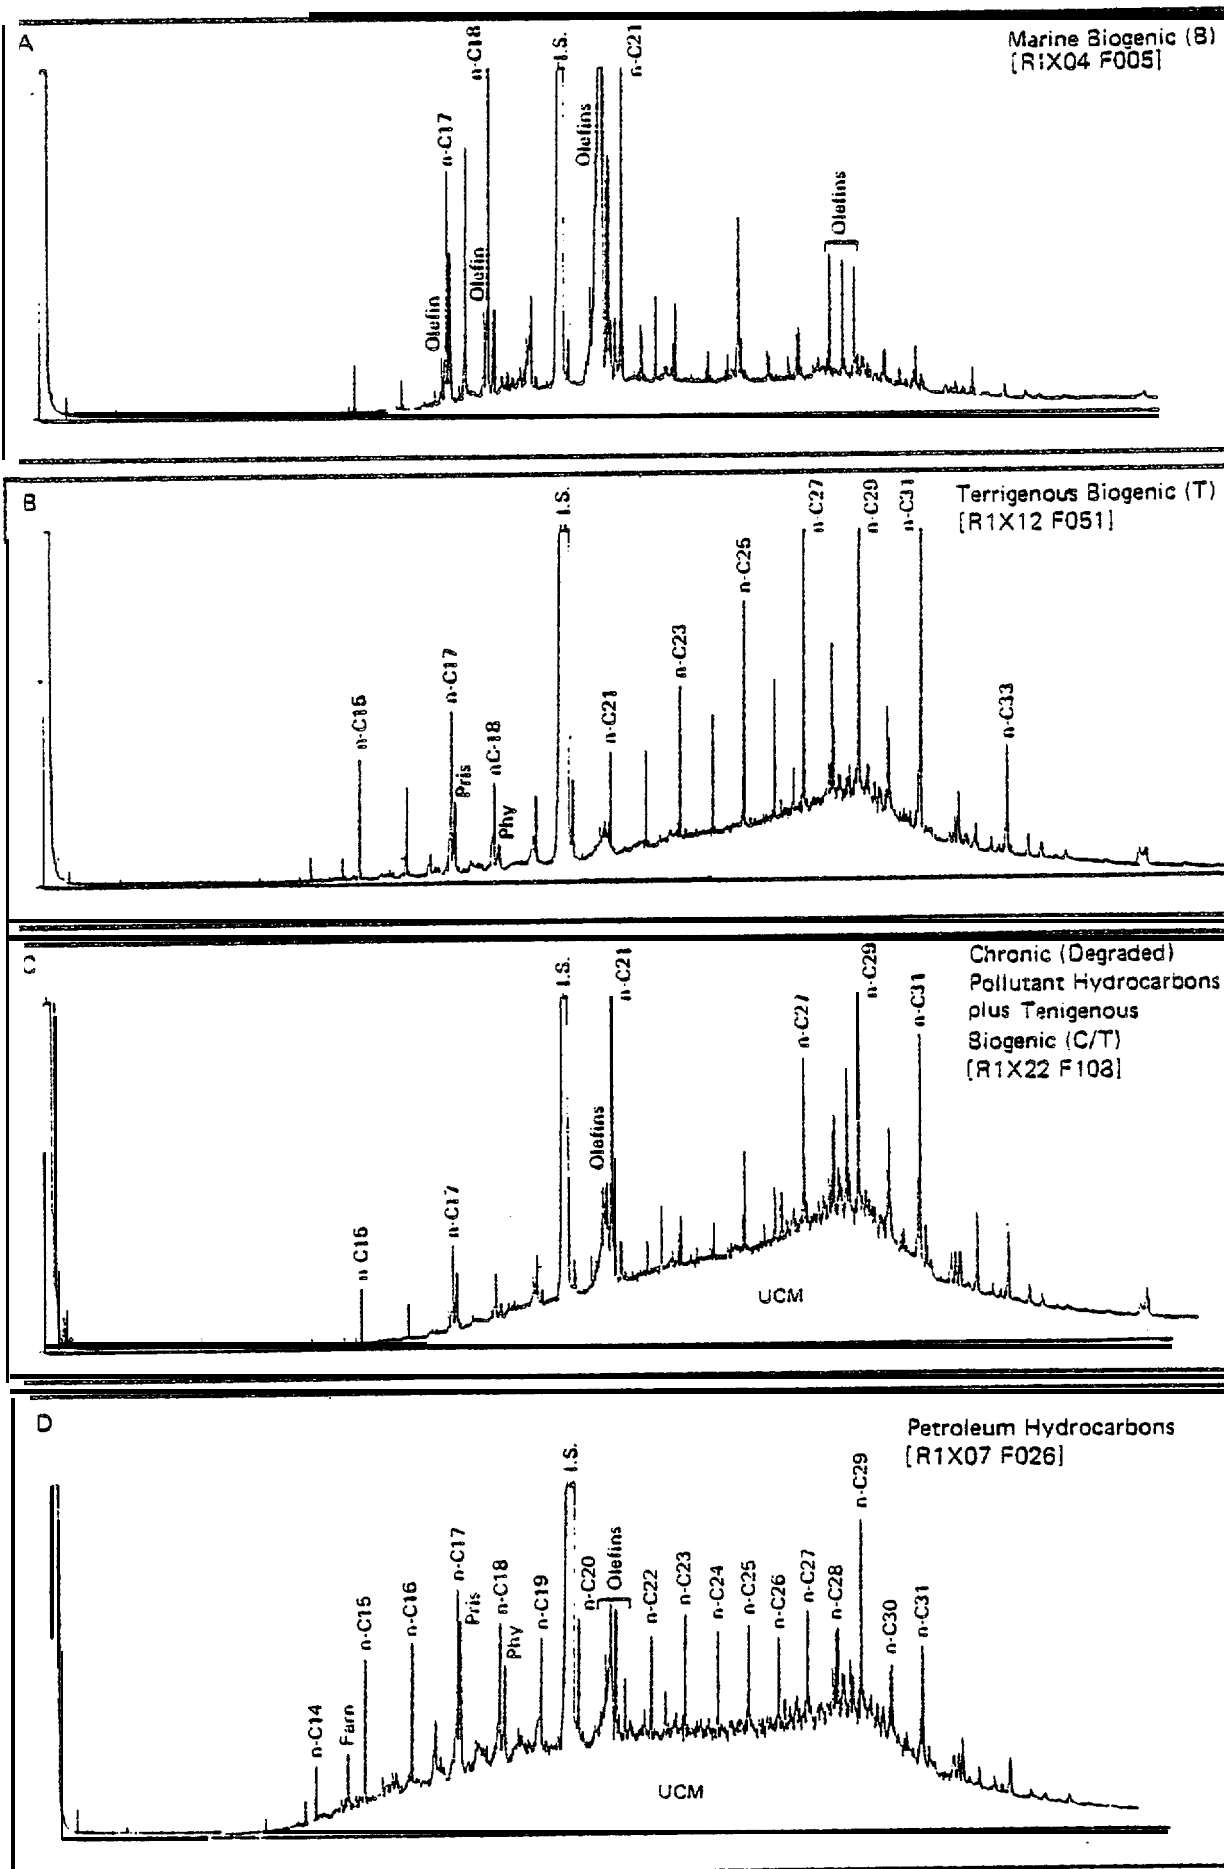 A
Marine Biogenic (B)
[R1X04 F005]
Olefin
n-C17
Olefin
n-C18
I.S.
Olefins
n-C21
Olefins
B
Terrigenous Biogenic (T)
[R1X12 F051]
n-C15
n-C17
Pris
nC-18
Phy
I.S.
n-C21
n-C23
n-C25
n-C27
n-C29
n-C31
n-C33
C
Chronic (Degraded)
Pollutant Hydrocarbons
plus Tenigenous
Biogenic (C/T)
[R1X22 F103]
n C15
n-C17
I.S.
Olefins
n-C21
n-C27
n-C29
n-C31
UCM
D
Petroleum Hydrocarbons
[R1X07 F026]
n-C14
Farn
n-C15
n-C16
n-C17
Pris
n-C18
Phy
n-C19
I.S.
n-C20
Olefins
n-C22
n-C23
n-C24
n-C25
n-C26
n-C27
n-C28
n-C29
n-C30
n-C31
UCM